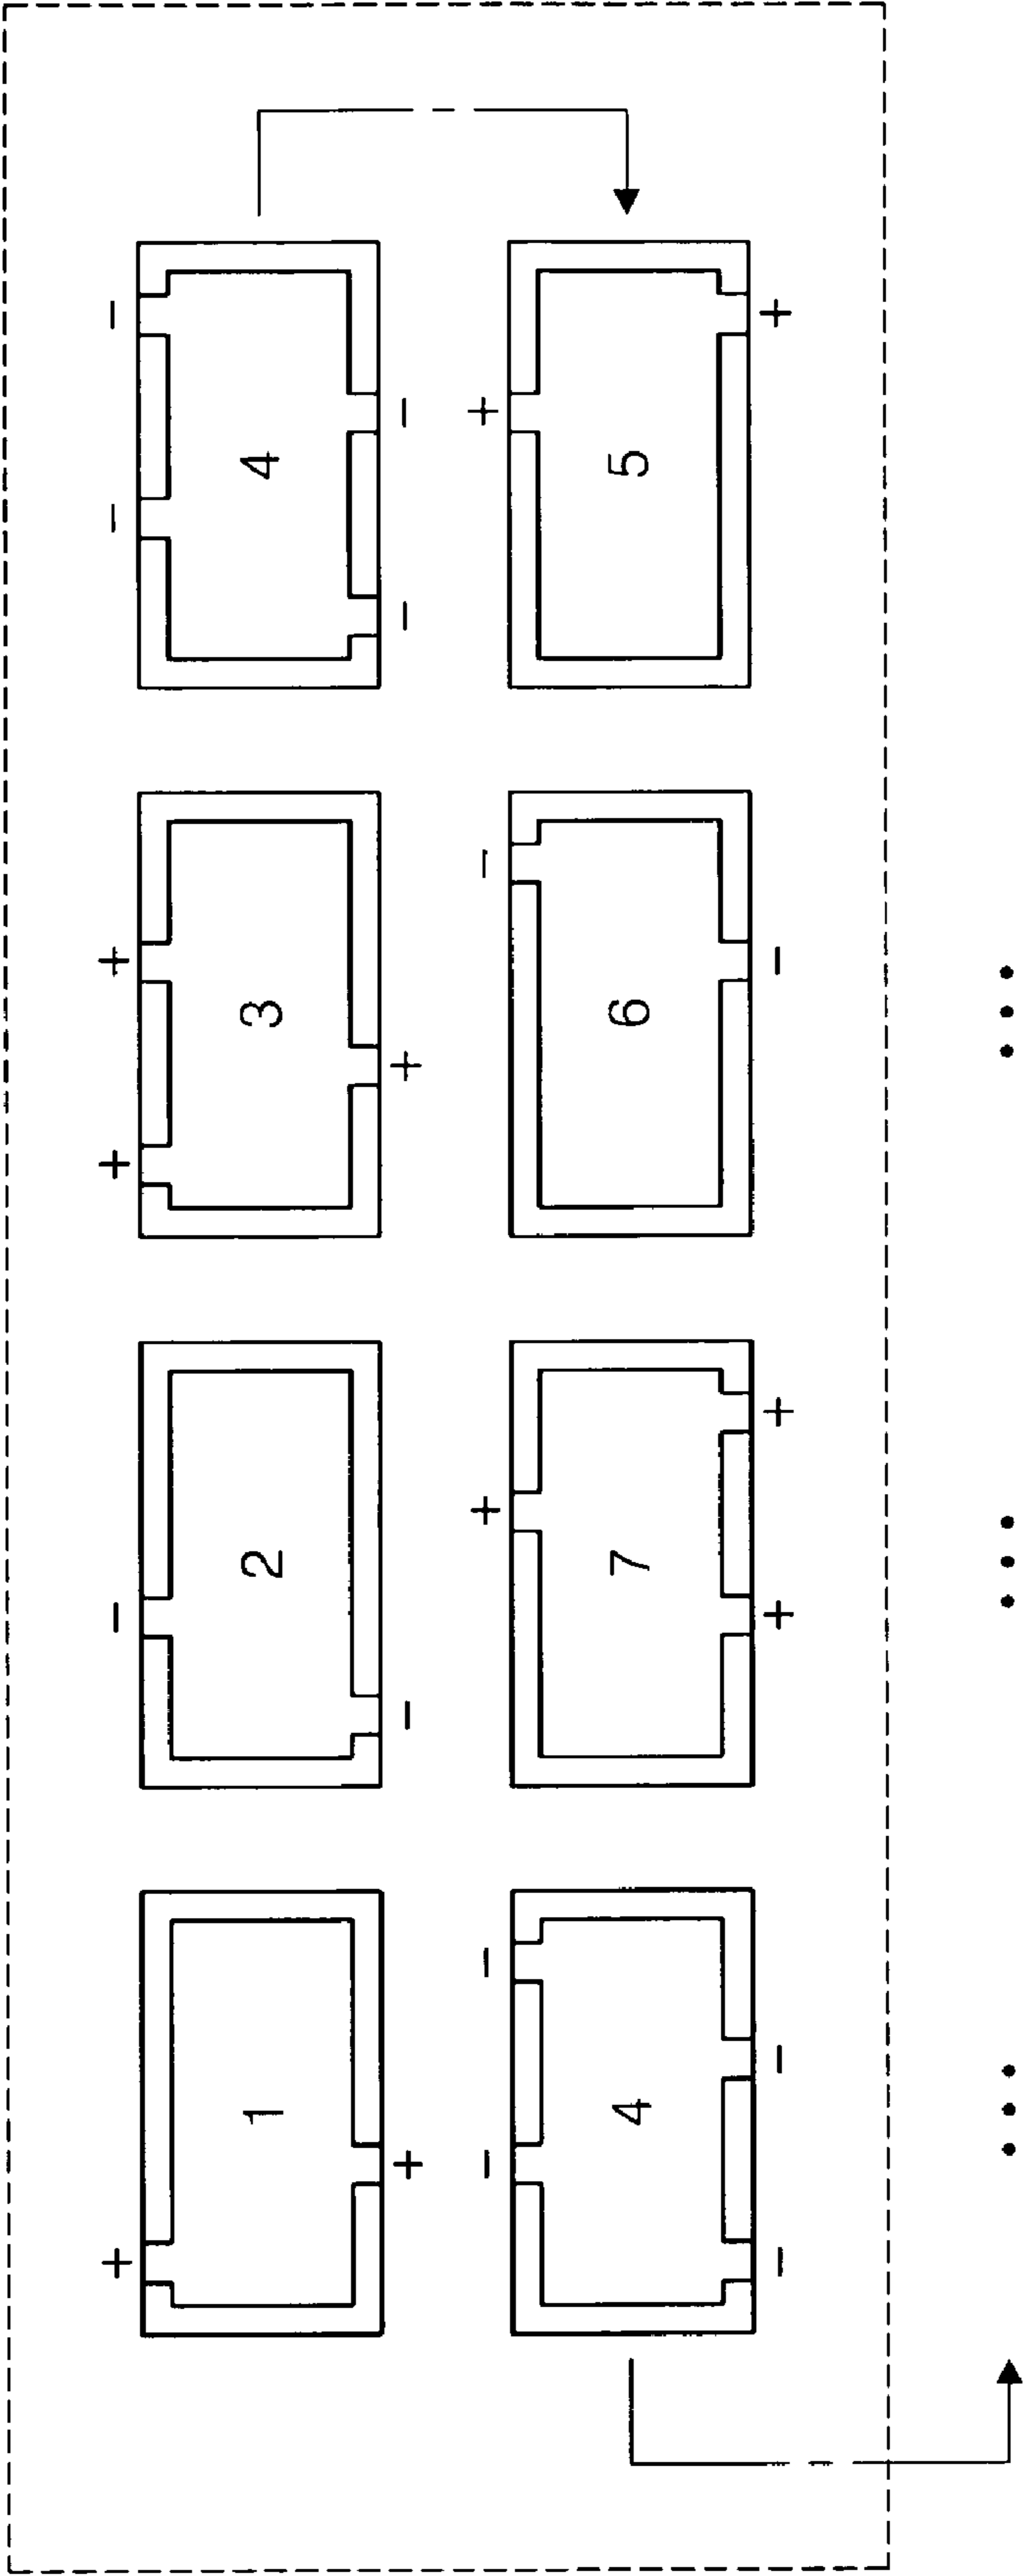 + − + + − −
1 2 3 4
+ − + − −
− − + − +
4 7 6 5
− − + + − +
••• ••• •••